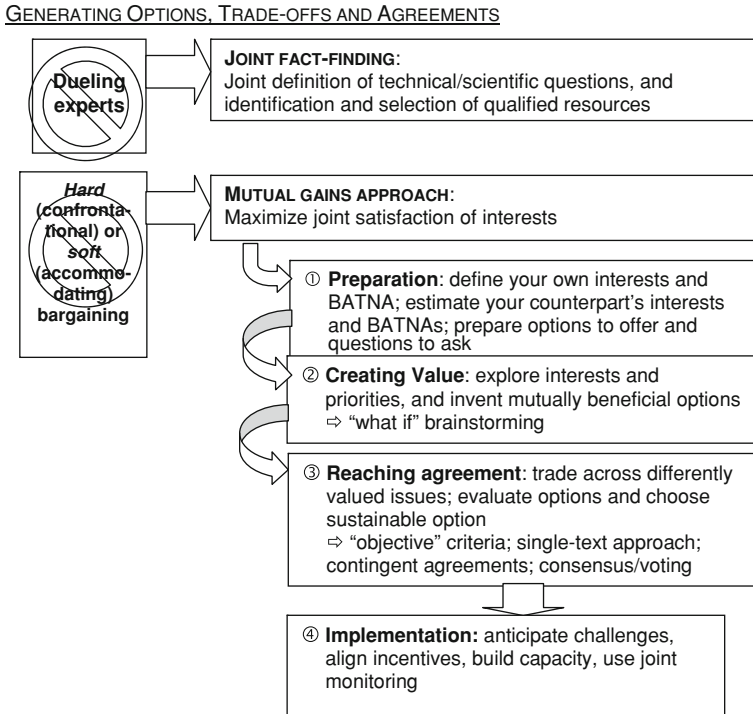 GENERATING OPTIONS, TRADE-OFFS AND AGREEMENTS
Dueling
experts
JOINT FACT-FINDING:
Joint definition of technical/scientific questions, and
identification and selection of qualified resources
Hard
(confronta-
tional) or
soft
(accommo-
dating)
bargaining
MUTUAL GAINS APPROACH:
Maximize joint satisfaction of interests
① Preparation: define your own interests and
BATNA; estimate your counterpart's interests
and BATNAs; prepare options to offer and
questions to ask
② Creating Value: explore interests and
priorities, and invent mutually beneficial options
⇨ “what if” brainstorming
③ Reaching agreement: trade across differently
valued issues; evaluate options and choose
sustainable option
⇨ “objective” criteria; single-text approach;
contingent agreements; consensus/voting
④ Implementation: anticipate challenges,
align incentives, build capacity, use joint
monitoring